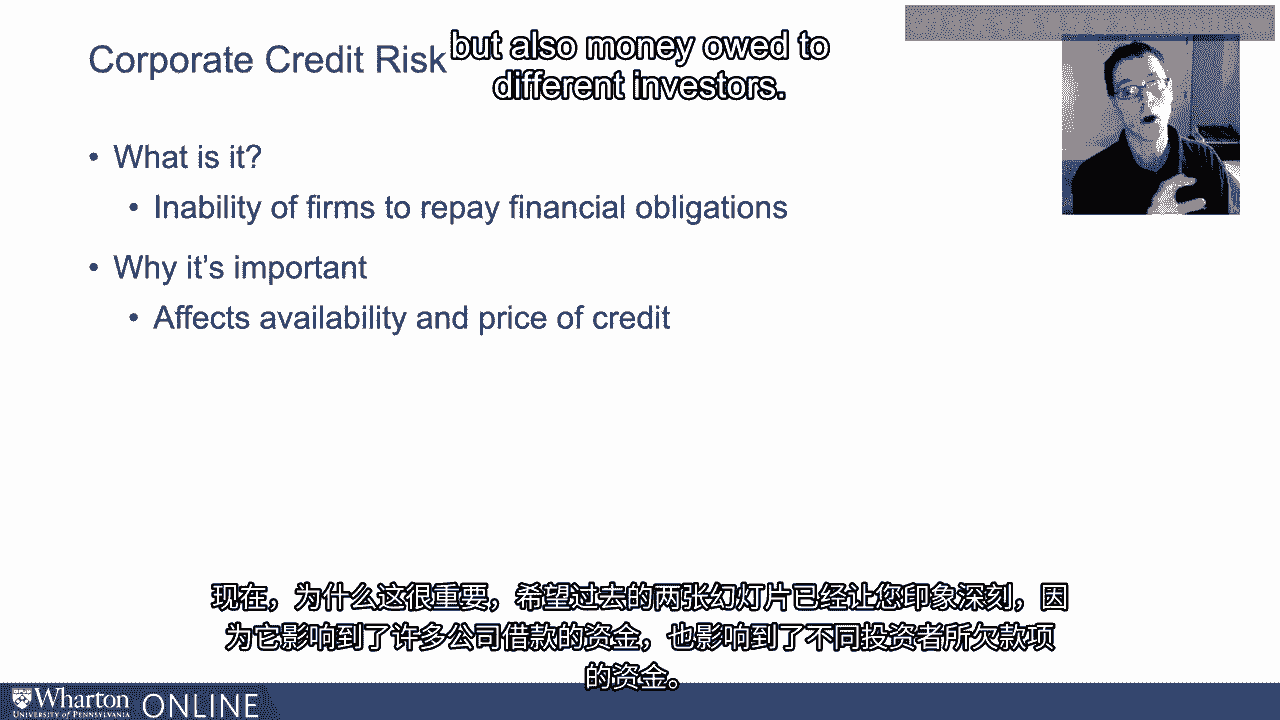 but also money owed to
different investors.
Corporate Credit Risk
• What is it?
• Inability of firms to repay financial obligations
• Why it's important
• Affects availability and price of credit
现在，为什么这很重要，希望过去的两张幻灯片已经让您印象深刻，因
为它影响到了许多公司借款的资金，也影响到了不同投资者所欠款项
的资金。
Wharton ONLINE
UNIVERSITY of PENNSYLVANIA